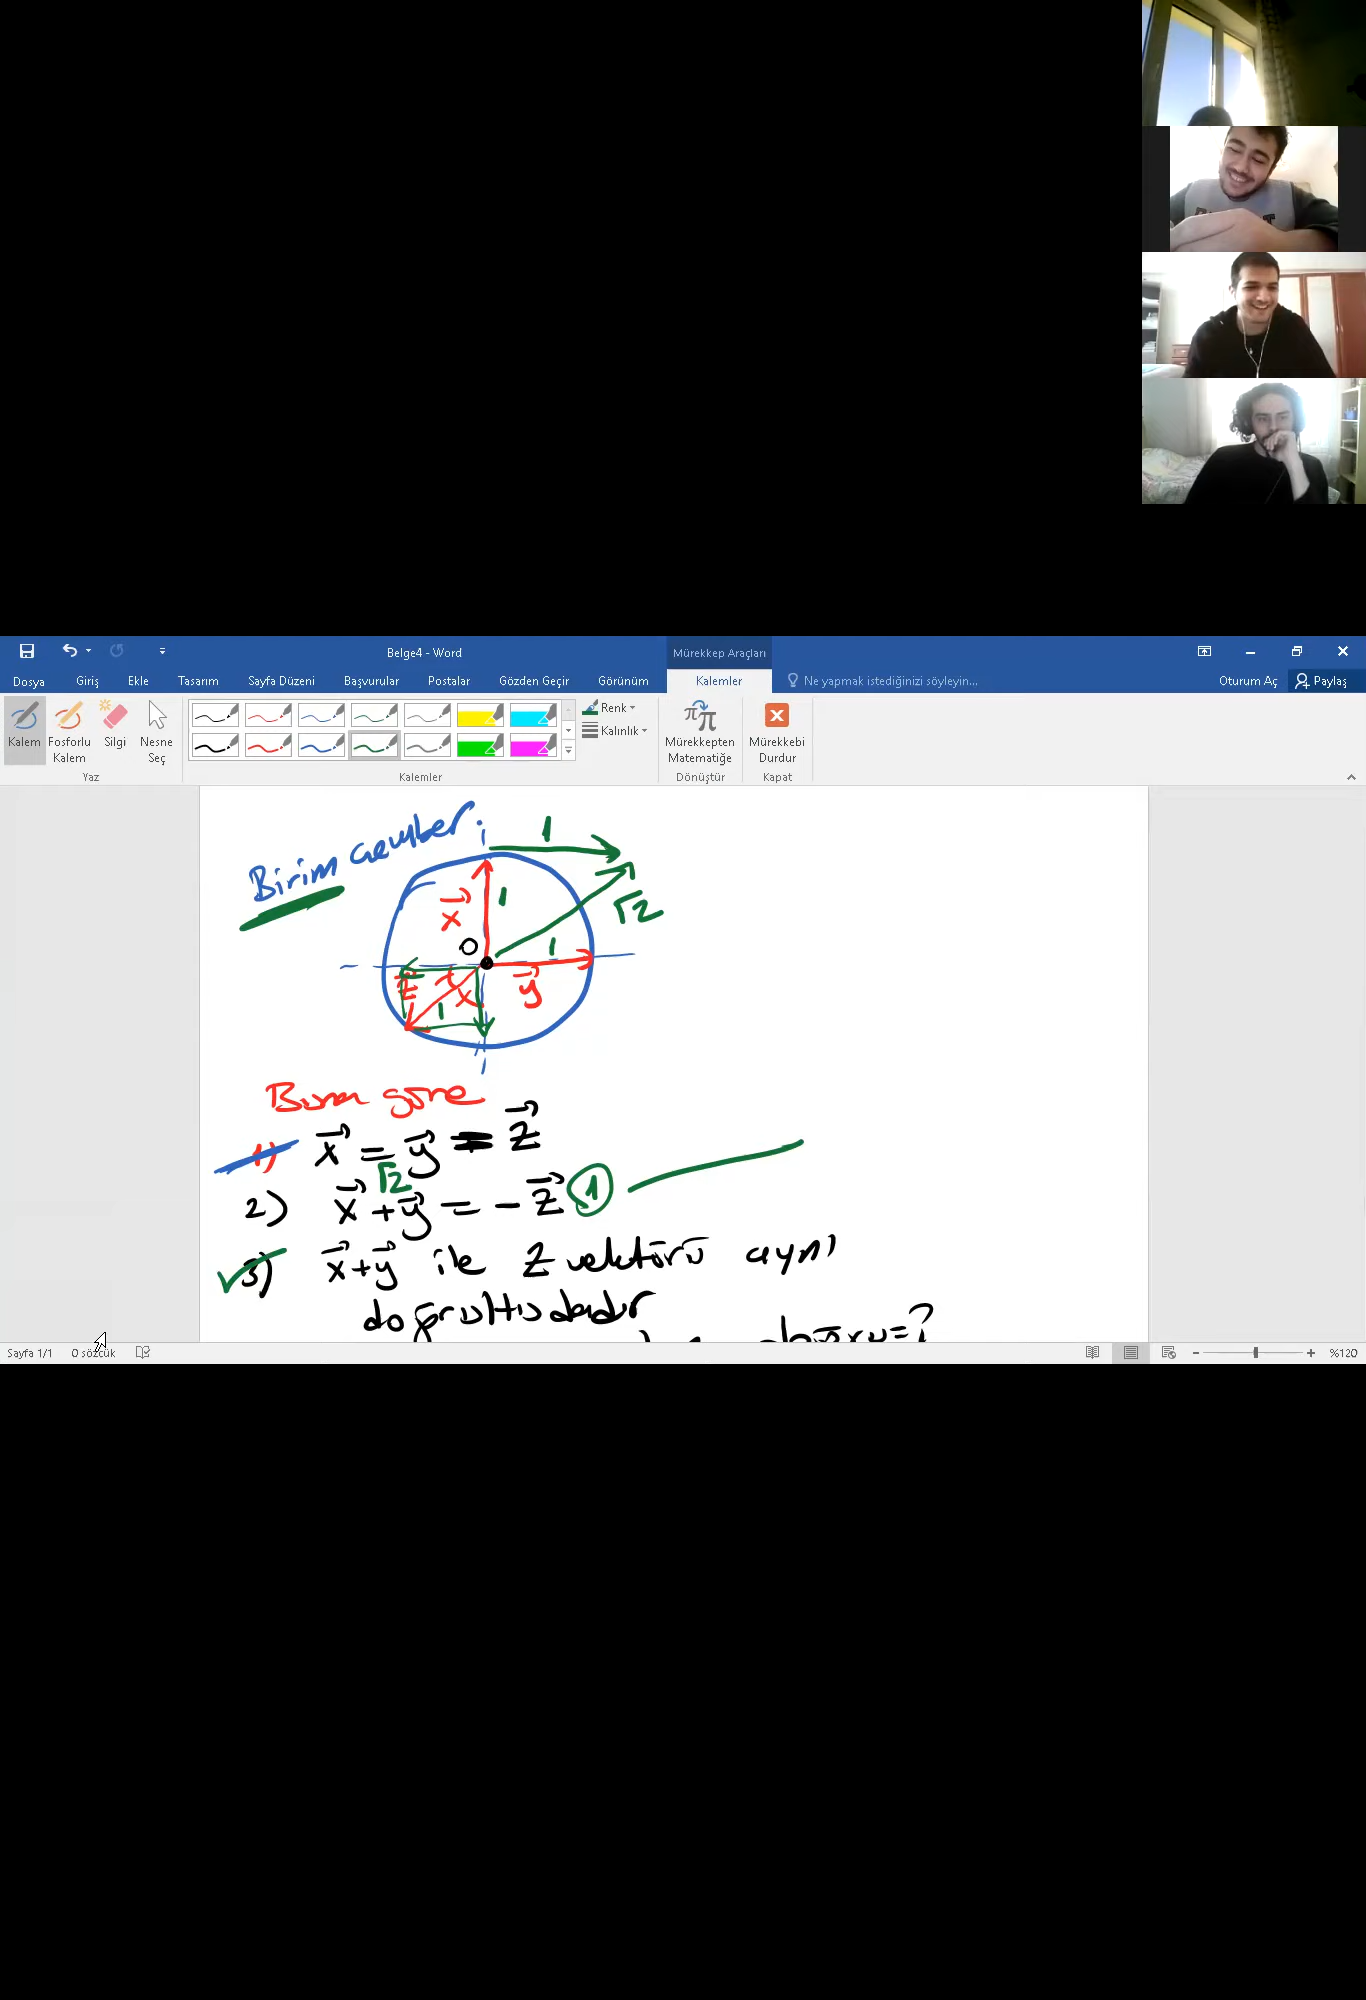 Belge4 - Word
Mürekkep Araçları
Dosya Giriş Ekle Tasarım Sayfa Düzeni Başvurular Postalar Gözden Geçir Görünüm Kalemler Ne yapmak istediğinizi söyleyin... Oturum Aç Paylaş
Kalem Fosforlu Kalem Silgi Nesne Seç
Renk
Kalınlık
Mürekkepten Matematiğe
Mürekkebi Durdur
Yaz Kalemler Dönüştür Kapat
Birim çember
1
x⃗ 1
√2
O 1
y⃗
1
Buna göre
1) x⃗ = y⃗ = z⃗
√2
2) x⃗ + y⃗ = - z⃗ 1
3) x⃗ + y⃗ ile z vektörü aynı
doğrultudadır
Sayfa 1/1 0 sözcük %120